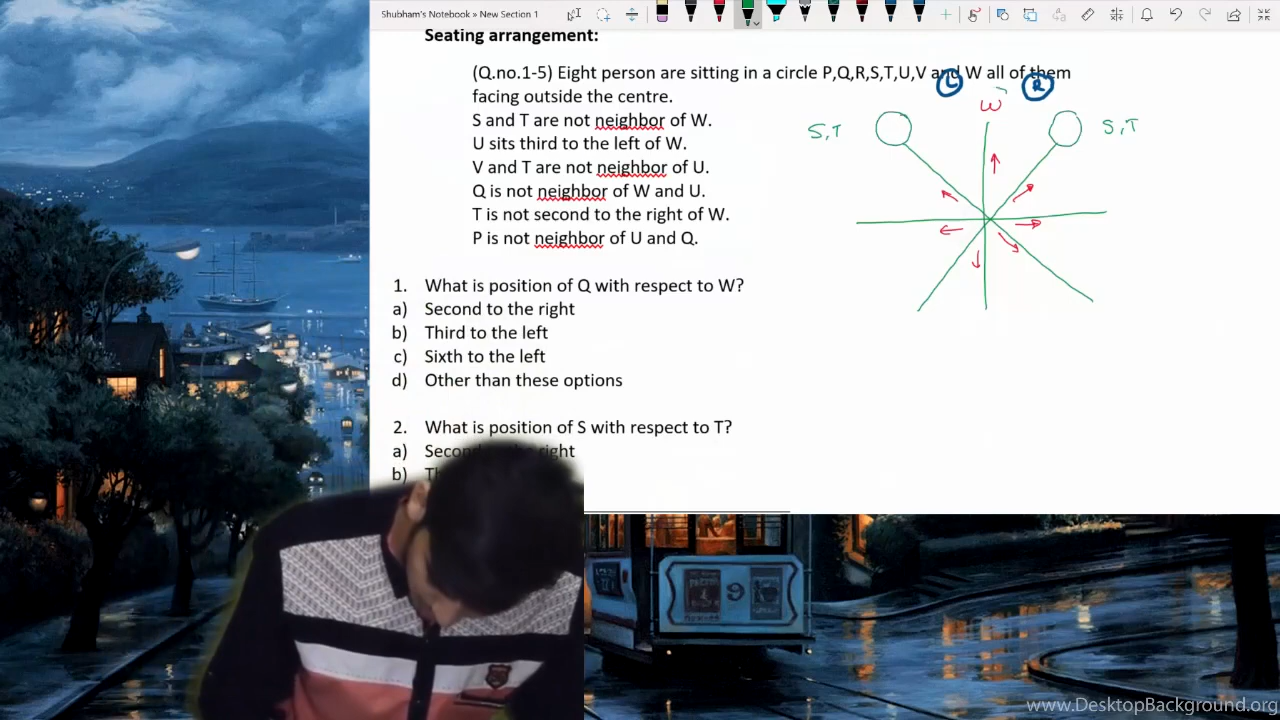 Shubham's Notebook » New Section 1
Seating arrangement:
(Q.no.1-5) Eight person are sitting in a circle P,Q,R,S,T,U,V and W all of them
facing outside the centre.
S and T are not neighbor of W.
U sits third to the left of W.
V and T are not neighbor of U.
Q is not neighbor of W and U.
T is not second to the right of W.
P is not neighbor of U and Q.
L
R
W
S,T
S,T
1. What is position of Q with respect to W?
a) Second to the right
b) Third to the left
c) Sixth to the left
d) Other than these options
2. What is position of S with respect to T?
a) Second right
b)
9
www.DesktopBackground.org